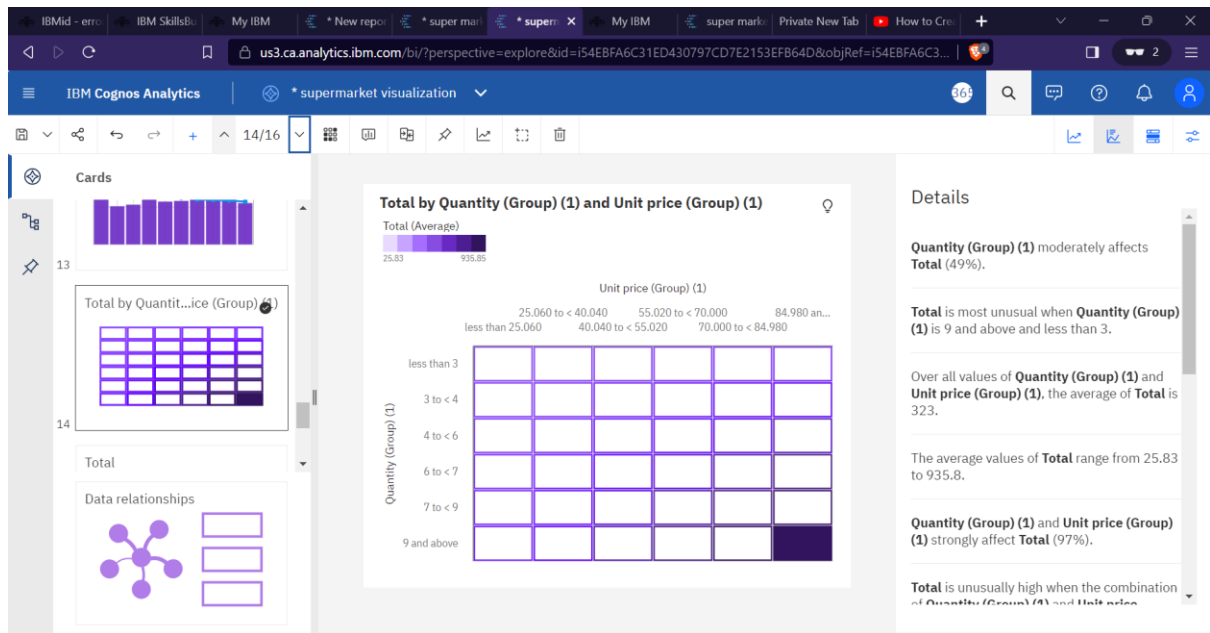 IBMid - erro
IBM SkillsBu
My IBM
* New repor
* super mar
* superm
My IBM
super marke
Private New Tab
How to Cre
us3.ca.analytics.ibm.com/bi/?perspective=explore&id=i54EBFA6C31ED430797CD7E2153EFB64D&objRef=i54EBFA6C3...
2
IBM Cognos Analytics
* supermarket visualization
365
14/16
Cards
13
Total by Quantit...ice (Group) (1)
14
Total
Data relationships
Total by Quantity (Group) (1) and Unit price (Group) (1)
Total (Average)
25.83 935.85
Unit price (Group) (1)
25.060 to < 40.040 55.020 to < 70.000 84.980 an...
less than 25.060 40.040 to < 55.020 70.000 to < 84.980
Quantity (Group) (1)
less than 3
3 to < 4
4 to < 6
6 to < 7
7 to < 9
9 and above
Details
Quantity (Group) (1) moderately affects
Total (49%).
Total is most unusual when Quantity (Group)
(1) is 9 and above and less than 3.
Over all values of Quantity (Group) (1) and
Unit price (Group) (1), the average of Total is
323.
The average values of Total range from 25.83
to 935.8.
Quantity (Group) (1) and Unit price (Group)
(1) strongly affect Total (97%).
Total is unusually high when the combination
of Quantity (Group) (1) and Unit price